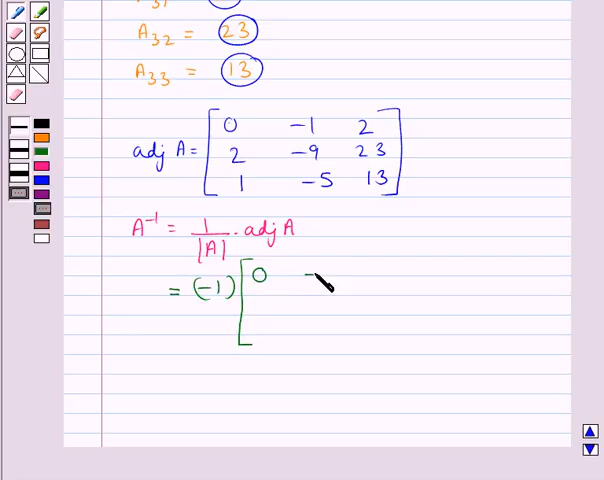 A31 =
A32 = 23
A33 = 13
adj A = [0 -1 2
2 -9 23
1 -5 13]
A⁻¹ = 1/|A| . adj A
= (-1) [0 -